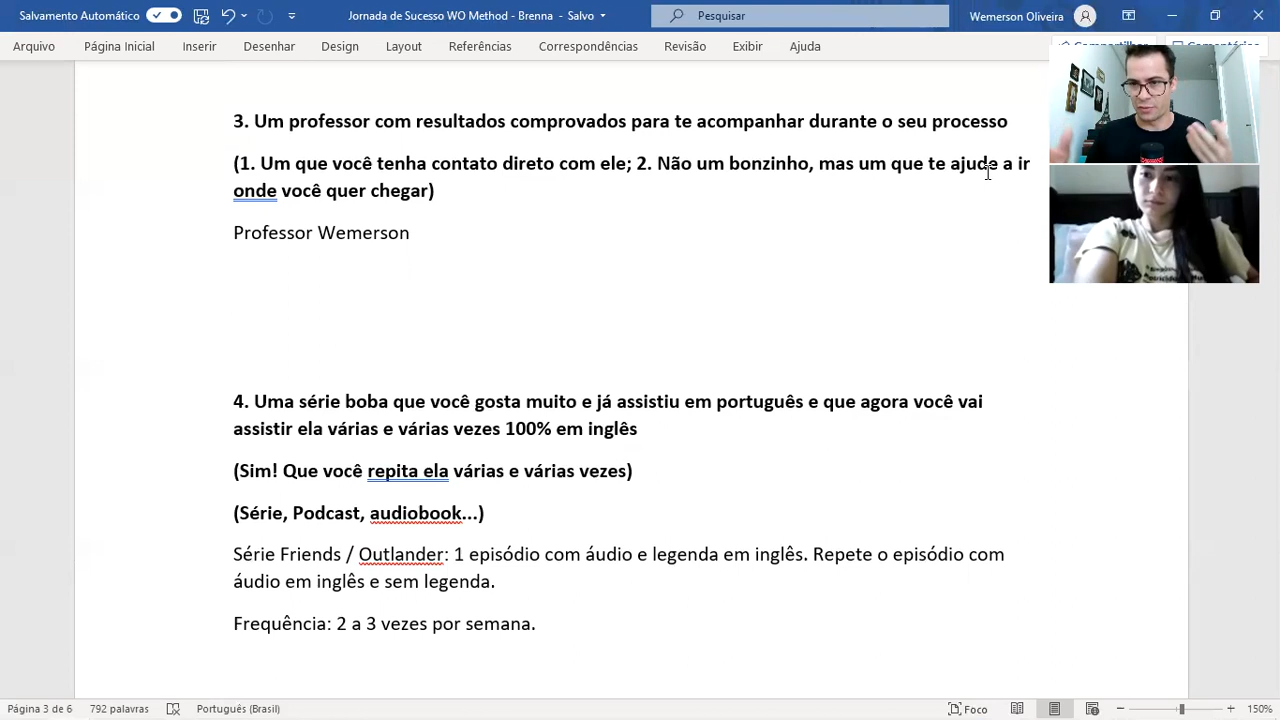 Salvamento Automático
Jornada de Sucesso WO Method - Brenna - Salvo
Pesquisar
Wemerson Oliveira
Arquivo Página Inicial Inserir Desenhar Design Layout Referências Correspondências Revisão Exibir Ajuda
3. Um professor com resultados comprovados para te acompanhar durante o seu processo
(1. Um que você tenha contato direto com ele; 2. Não um bonzinho, mas um que te ajuda a ir
onde você quer chegar)
Professor Wemerson
4. Uma série boba que você gosta muito e já assistiu em português e que agora você vai
assistir ela várias e várias vezes 100% em inglês
(Sim! Que você repita ela várias e várias vezes)
(Série, Podcast, audiobook...)
Série Friends / Outlander: 1 episódio com áudio e legenda em inglês. Repete o episódio com
áudio em inglês e sem legenda.
Frequência: 2 a 3 vezes por semana.
Página 3 de 6 792 palavras Português (Brasil) Foco 150%